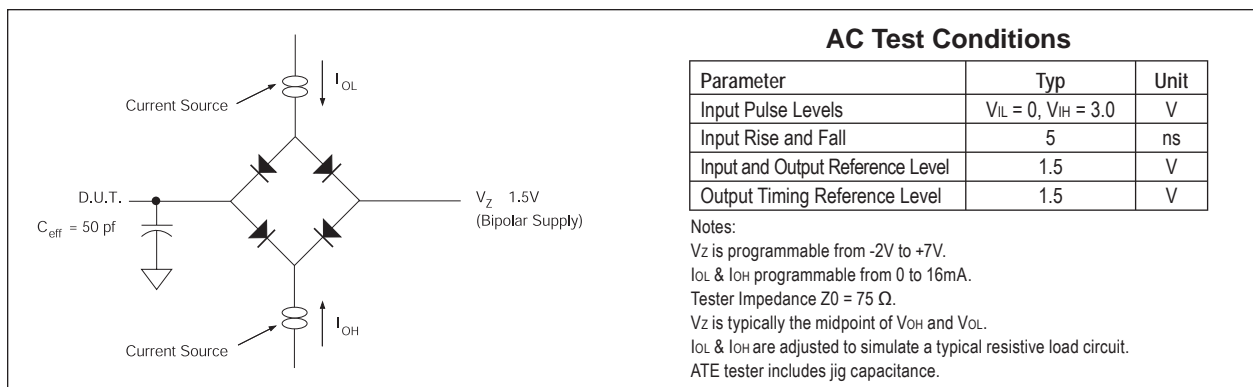 I_OL
Current Source
D.U.T.
C_eff = 50 pf
V_Z 1.5V
(Bipolar Supply)
I_OH
Current Source
AC Test Conditions
Parameter Typ Unit
Input Pulse Levels VIL = 0, VIH = 3.0 V
Input Rise and Fall 5 ns
Input and Output Reference Level 1.5 V
Output Timing Reference Level 1.5 V
Notes:
VZ is programmable from -2V to +7V.
IOL & IOH programmable from 0 to 16mA.
Tester Impedance Z0 = 75 Ω.
VZ is typically the midpoint of VOH and VOL.
IOL & IOH are adjusted to simulate a typical resistive load circuit.
ATE tester includes jig capacitance.